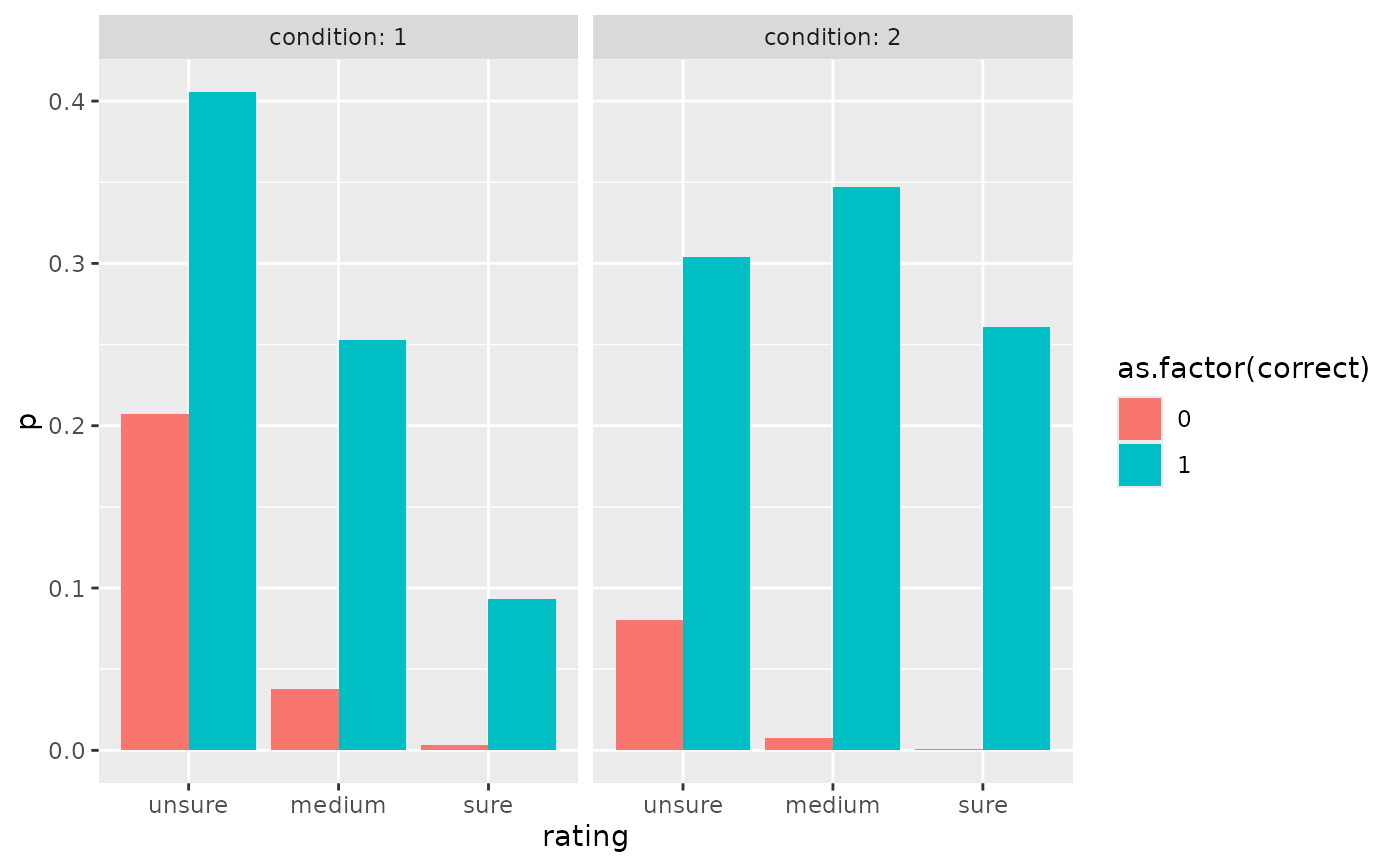 condition: 1
condition: 2
0.4
0.3
0.2
0.1
0.0
p
unsure
medium
sure
unsure
medium
sure
rating
as.factor(correct)
0
1